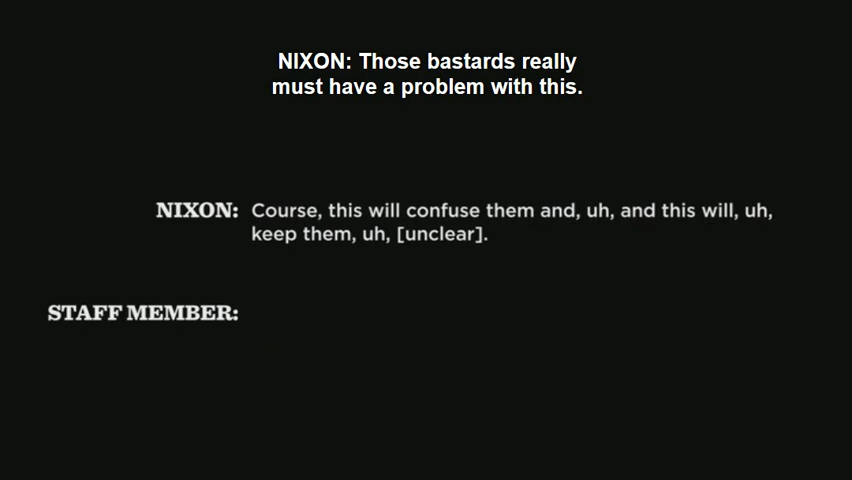 NIXON: Those bastards really
must have a problem with this.
NIXON: Course, this will confuse them and, uh, and this will, uh,
keep them, uh, [unclear].
STAFF MEMBER: